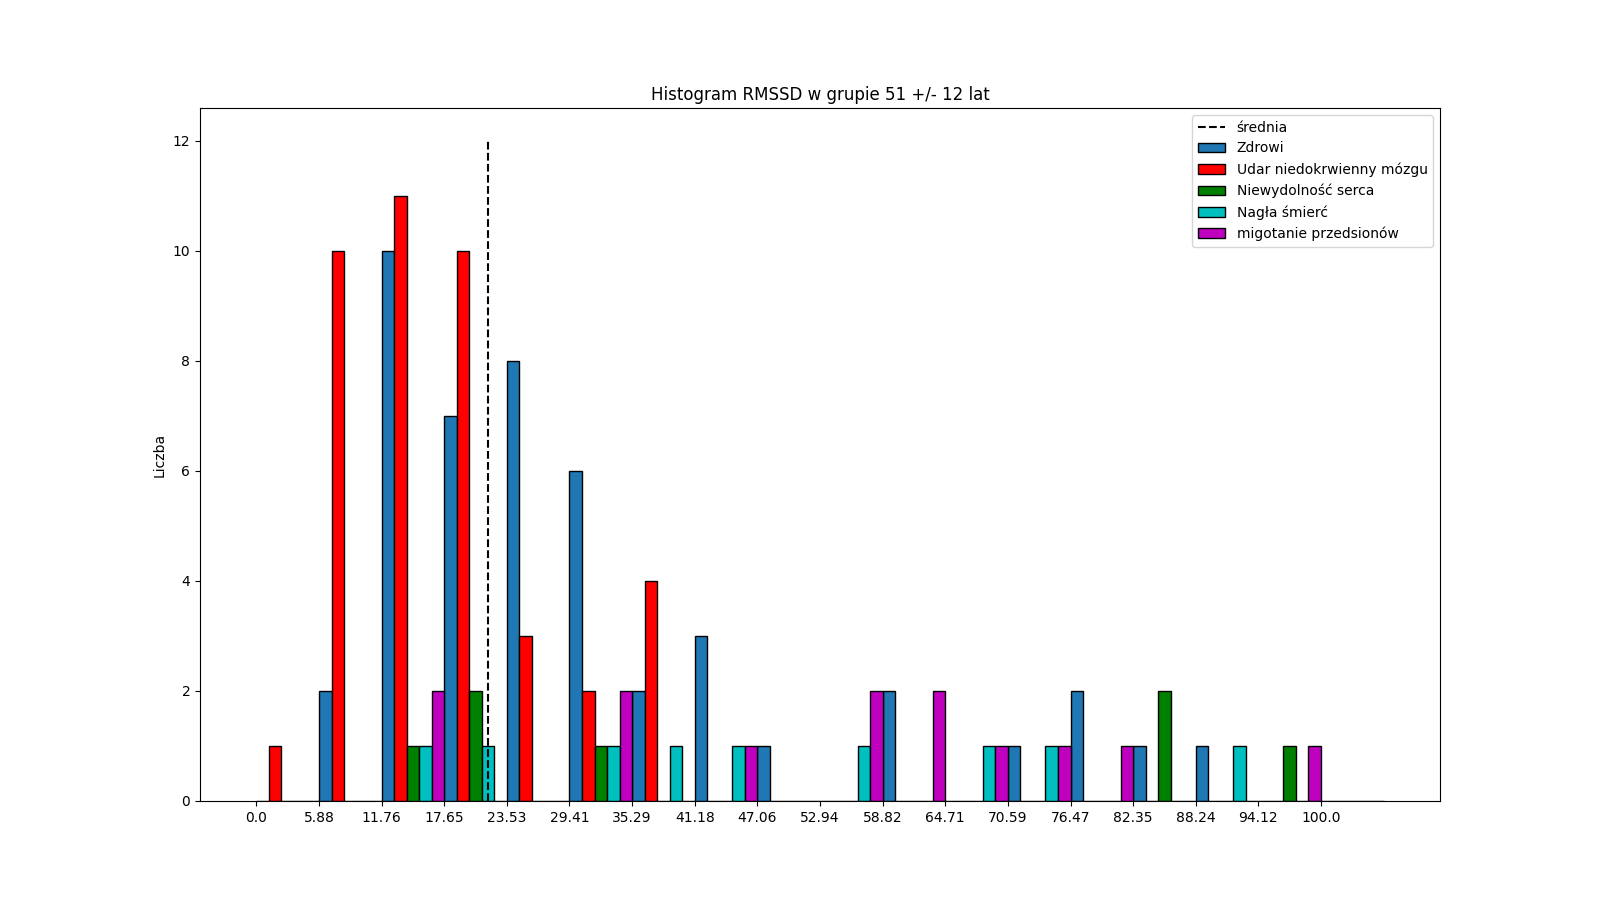 Histogram RMSSD w grupie 51 +/- 12 lat
średnia
Zdrowi
Udar niedokrwienny mózgu
Niewydolność serca
Nagła śmierć
migotanie przedsionów
Liczba
12
10
8
6
4
2
0
0.0 5.88 11.76 17.65 23.53 29.41 35.29 41.18 47.06 52.94 58.82 64.71 70.59 76.47 82.35 88.24 94.12 100.0